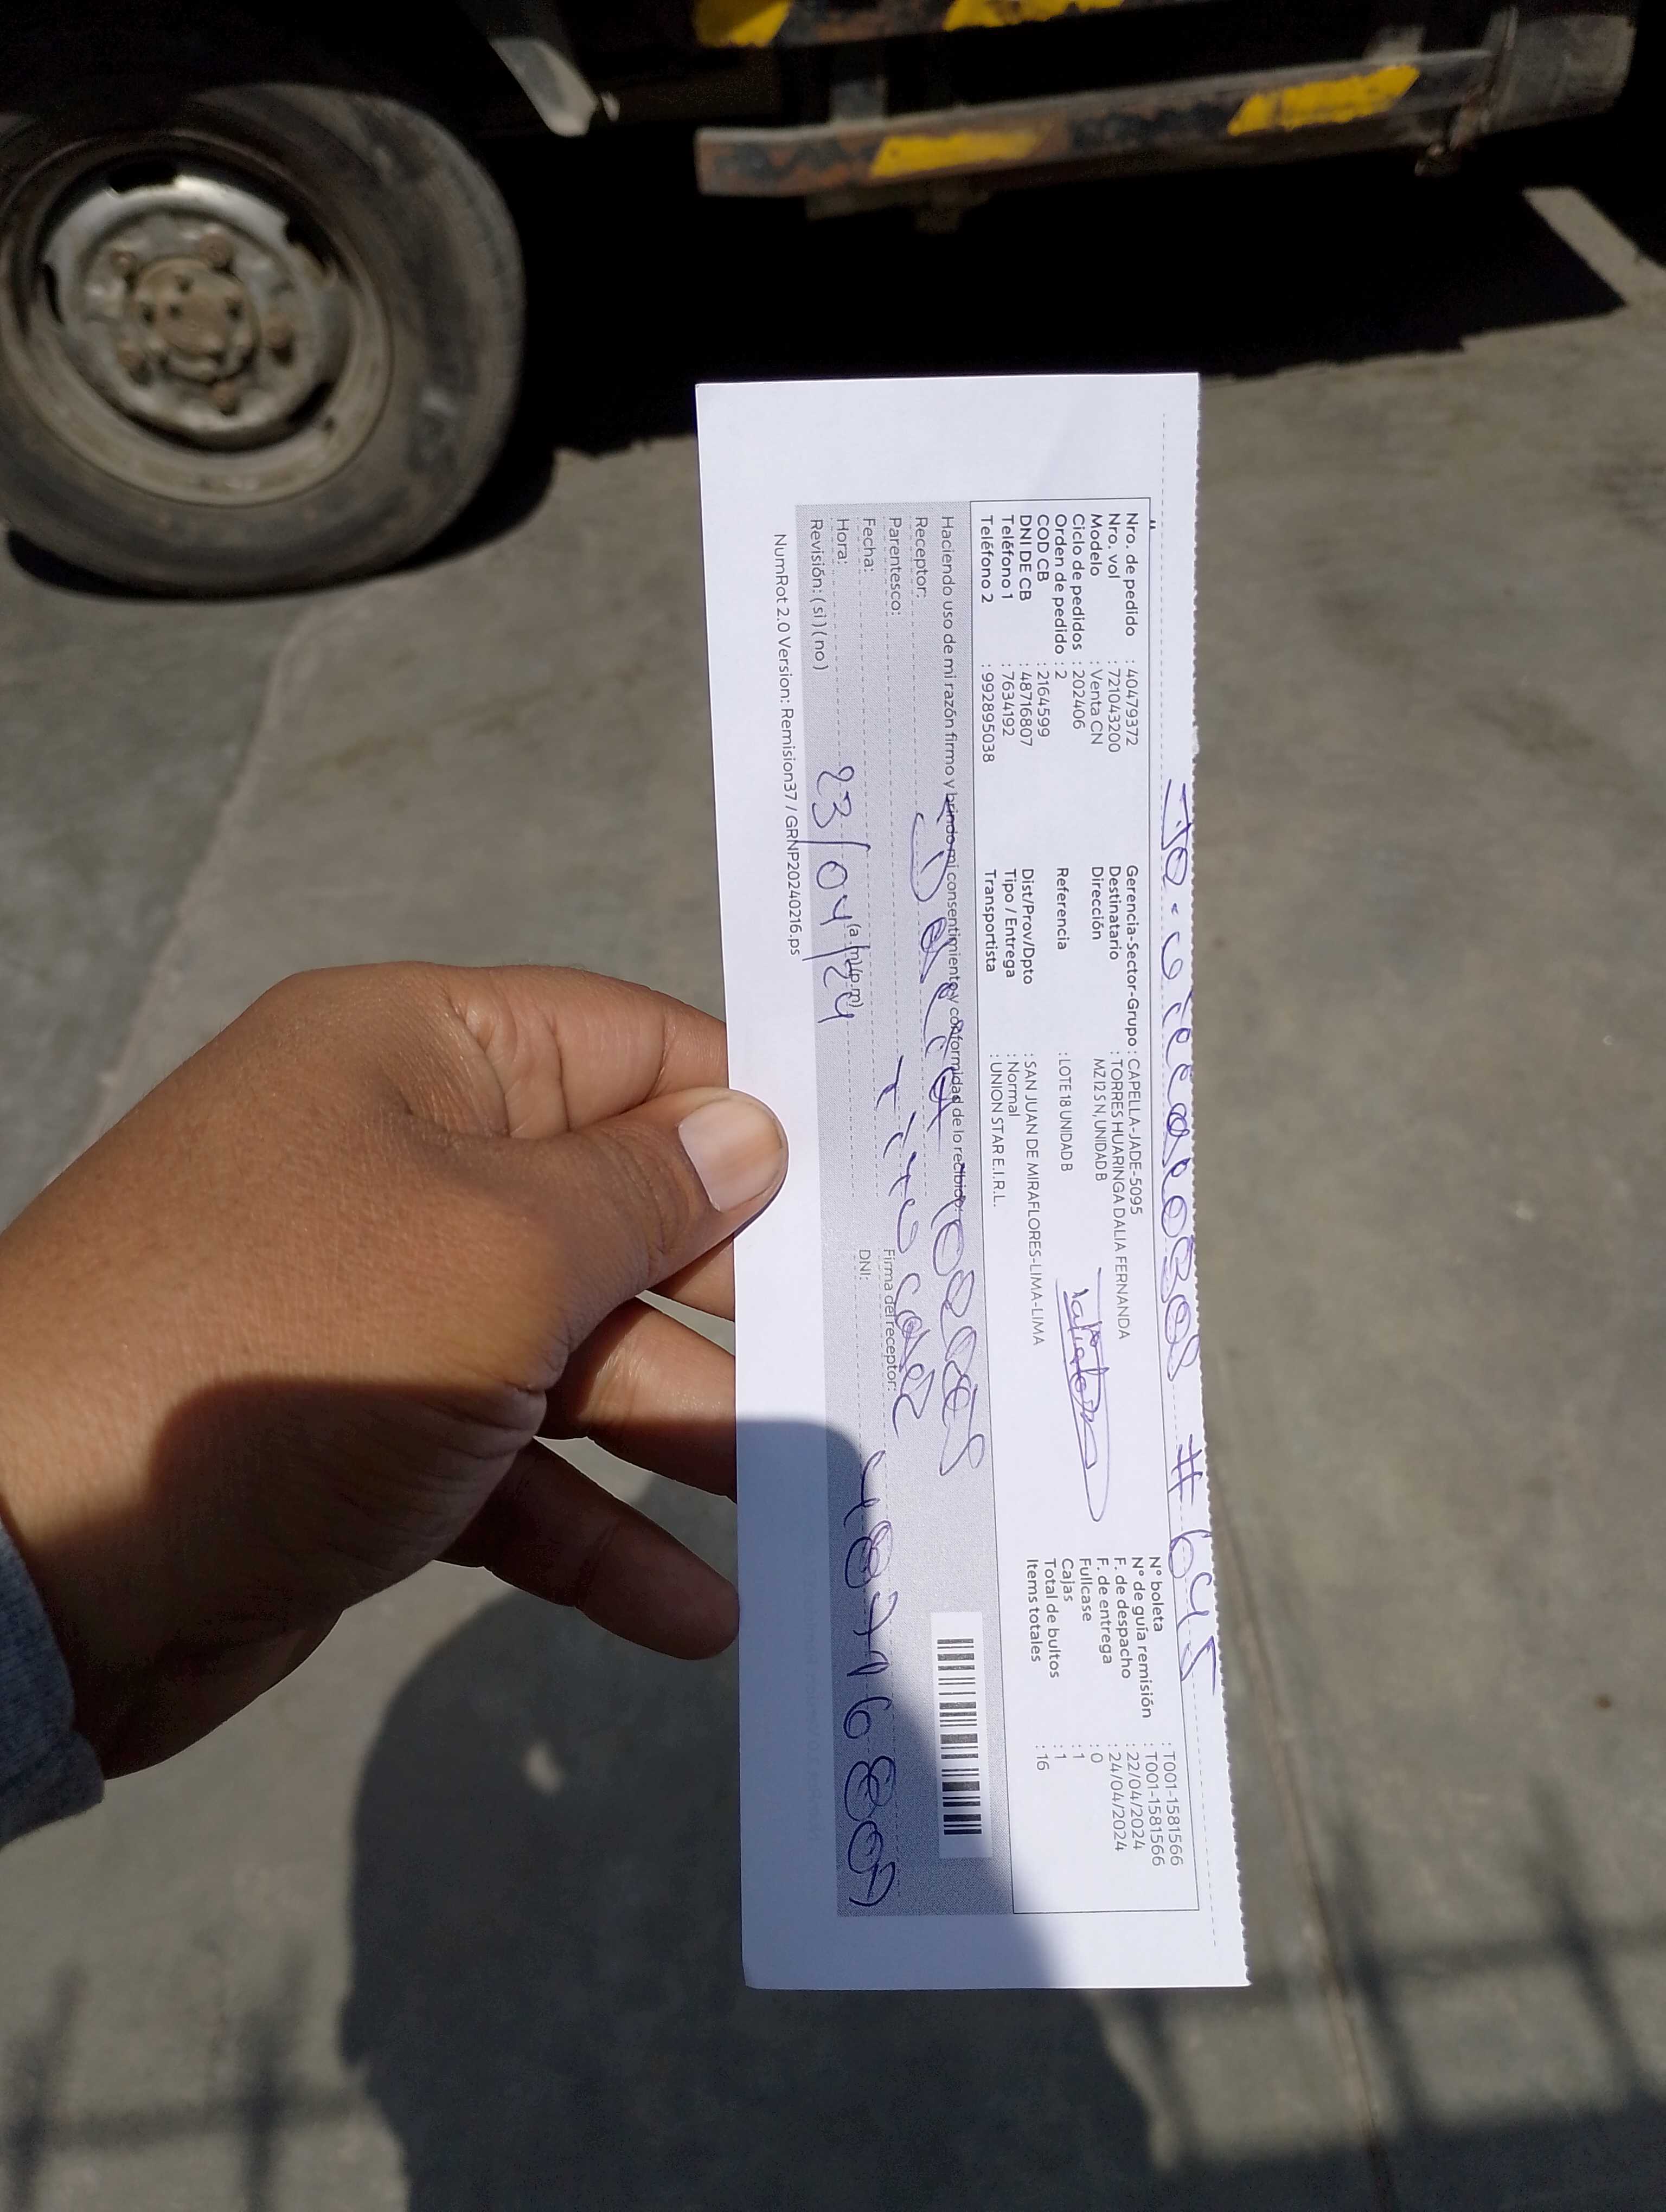 # 645
Nro. de pedido : 40479372
Nro. vol : 721043200
Modelo : Venta CN
Ciclo de pedidos : 202406
Orden de pedido : 2
COD CB : 2164599
DNI DE CB : 48716807
Teléfono 1 : 7634192
Teléfono 2 : 992895038
Gerencia-Sector-Grupo : CAPELLA-JADE-5095
Destinatario : TORRES HUARINGA DALIA FERNANDA
Dirección MZ I2 S N, UNIDAD B
Referencia : LOTE 18 UNIDAD B
Dist/Prov/Dpto : SAN JUAN DE MIRAFLORES-LIMA-LIMA
Tipo / Entrega : Normal
Transportista : UNION STAR E.I.R.L.
N° boleta : T001-1581566
N° de guía remisión : T001-1581566
F. de despacho : 22/04/2024
F. de entrega : 24/04/2024
Fullcase : 0
Cajas : 1
Total de bultos : 1
Items totales : 16
Haciendo uso de mi razón firmo y brindo mi consentimiento y conformidad de lo recibido.
Receptor: Dalia Torres
Parentesco: Titular
Fecha:
Firma del receptor:
Hora: 23/04/24 (a.m/p.m)
DNI: 48716807
Revisión: ( si ) ( no )
NumRot 2.0 Version: Remision37 / GRNP20240216.ps